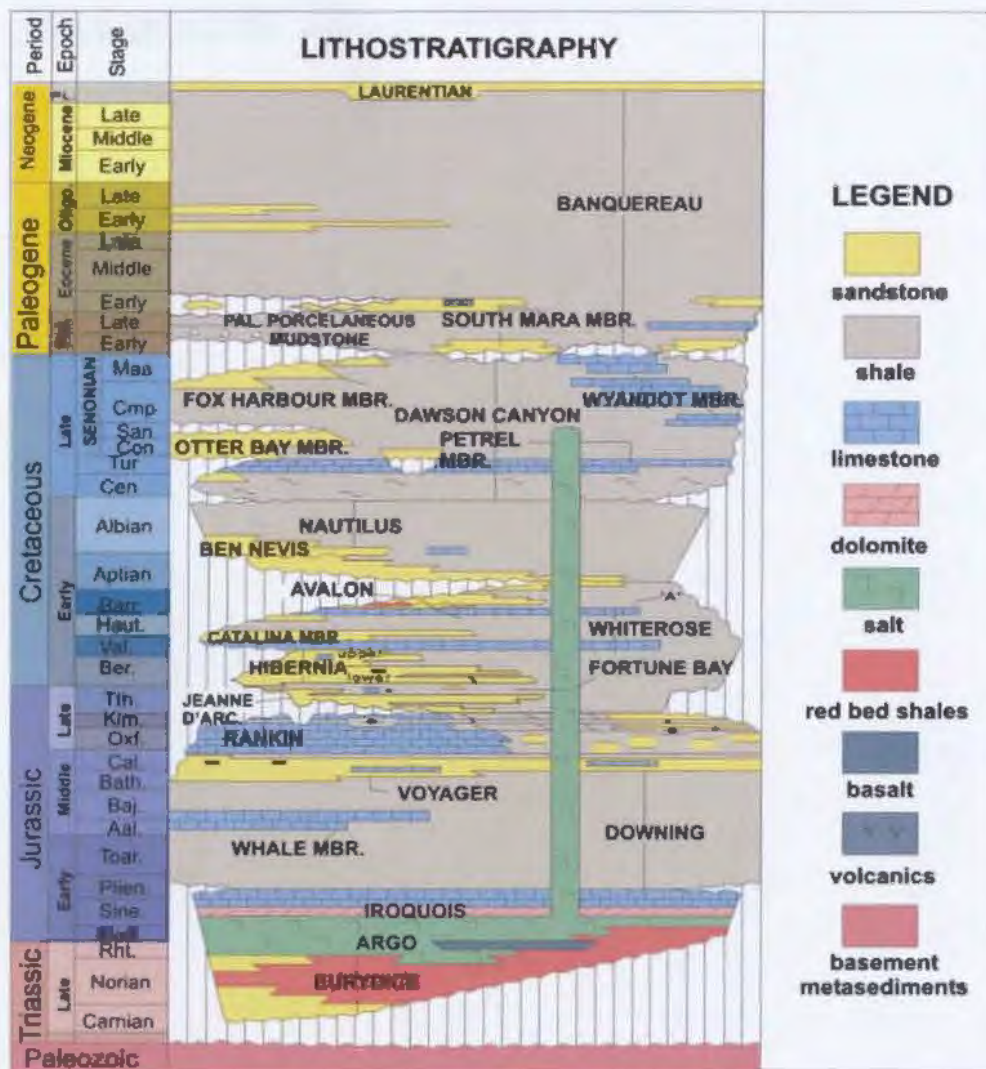 Period
Epoch
Stage
LITHOSTRATIGRAPHY
Neogene
Miocene
Late
Middle
Early
Paleogene
Oligo.
Late
Early
Eocene
Middle
Early
Late
Early
Cretaceous
Late
SENONIAN
Maa
Cmp
San
Con
Tur
Cen
Early
Albian
Aptian
Barr.
Haut.
Val.
Ber.
Jurassic
Late
Tth.
Kim.
Oxf.
Middle
Cal.
Bath.
Baj.
Aal.
Early
Toar.
Plien
Sine.
Triassic
Late
Rht.
Norian
Carnian
Paleozoic
LAURENTIAN
BANQUEREAU
PAL. PORCELANEOUS
MUDSTONE
SOUTH MARA MBR.
FOX HARBOUR MBR.
WYANDOT MBR.
DAWSON CANYON
OTTER BAY MBR.
PETREL
MBR.
NAUTILUS
BEN NEVIS
AVALON
'A'
CATALINA MBR
WHITEROSE
upper
HIBERNIA
lower
FORTUNE BAY
JEANNE
D'ARC
RANKIN
VOYAGER
DOWNING
WHALE MBR.
IROQUOIS
ARGO
EURYDICE
LEGEND
sandstone
shale
limestone
dolomite
salt
red bed shales
basalt
volcanics
basement
metasediments